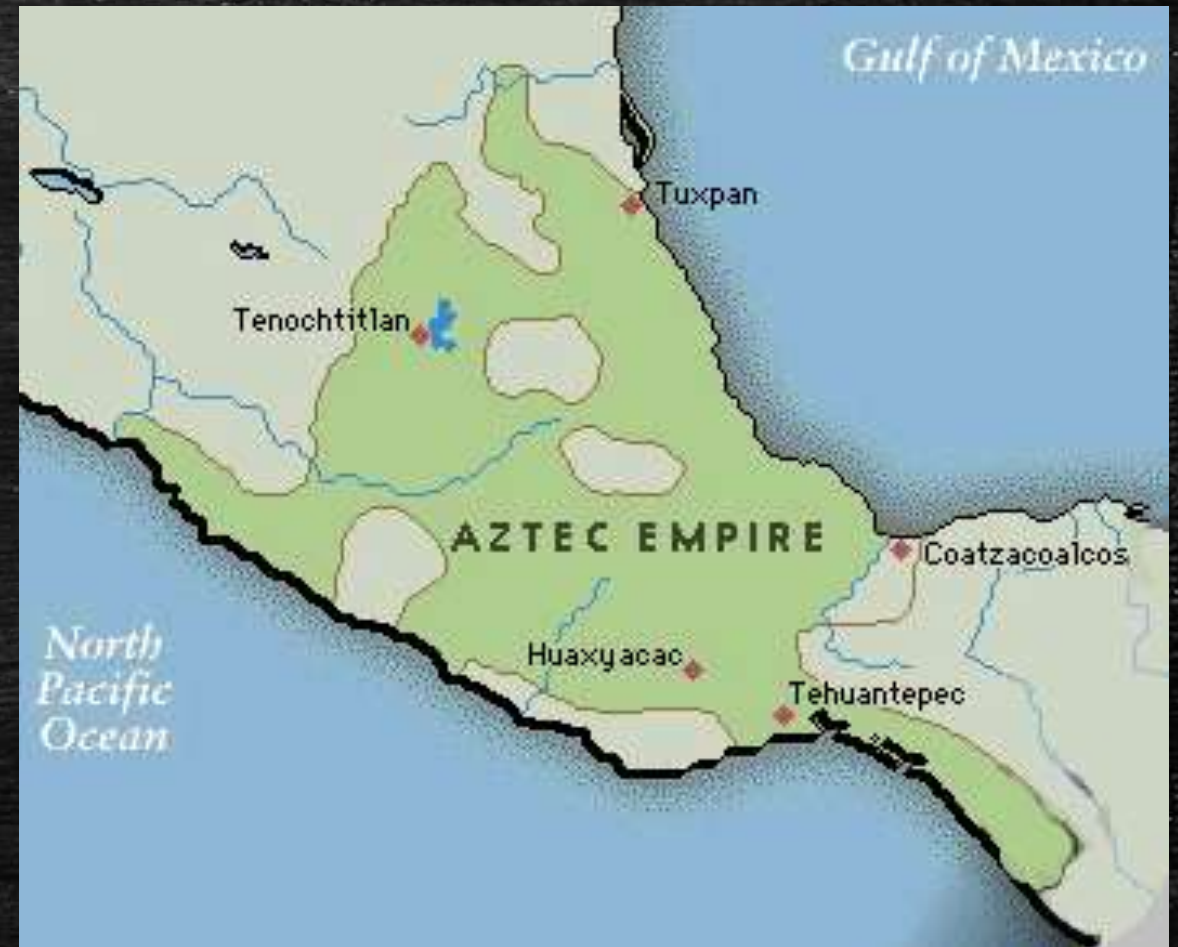 Gulf of Mexico
Tuxpan
Tenochtitlan
AZTEC EMPIRE
Coatzacoalcos
North
Pacific
Ocean
Huaxyacac
Tehuantepec